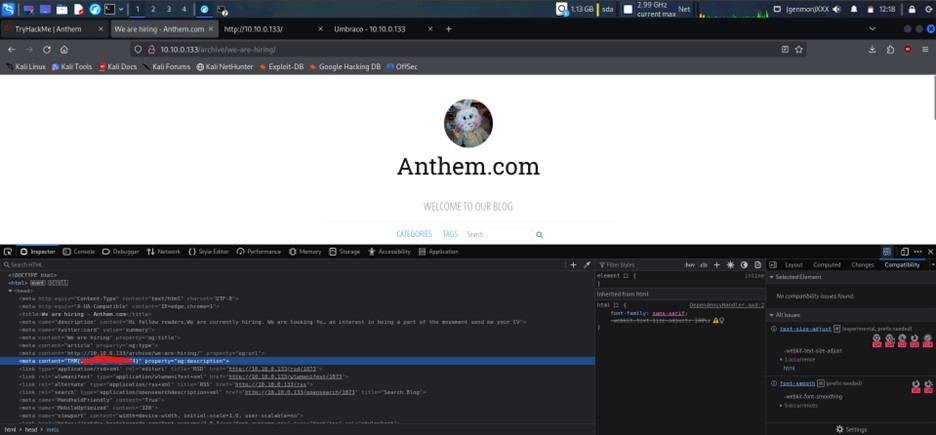 1 2 3 4 1.13 GiB sda 2.99 GHz current max Net (genmon)XXX 12:18
TryHackMe | Anthem We are hiring - Anthem.com http://10.10.0.133/ Umbraco - 10.10.0.133
10.10.0.133/archive/we-are-hiring/
Kali Linux Kali Tools Kali Docs Kali Forums Kali NetHunter Exploit-DB Google Hacking DB OffSec
Anthem.com
WELCOME TO OUR BLOG
CATEGORIES TAGS Search...
Inspector Console Debugger Network Style Editor Performance Memory Storage Accessibility Application
Search HTML
<!DOCTYPE html>
<html> event scroll
<head>
<meta http-equiv="Content-Type" content="text/html" charset="UTF-8">
<meta http-equiv="X-UA-Compatible" content="IE=edge,chrome=1">
<title>We are hiring - Anthem.com</title>
<meta name="description" content="Hi fellow readers,We are currently hiring. We are looking fo, an interest in being a part of the movement send me your CV">
<meta name="twitter:card" value="summary">
<meta content="We are hiring" property="og:title">
<meta content="article" property="og:type">
<meta content="http://10.10.0.133/archive/we-are-hiring/" property="og:url">
<meta content="THM{ property="og:description">
<link type="application/rsd+xml" rel="edituri" title="RSD" href="http://10.10.0.133/rsd/1073">
<link rel="wlwmanifest" type="application/wlwmanifest+xml" href="http://10.10.0.133/wlwmanifest/1073">
<link rel="alternate" type="application/rss+xml" title="RSS" href="http://10.10.0.133/rss">
<link rel="search" type="application/opensearchdescription+xml" href="http://10.10.0.133/opensearch/1073" title="Search Blog">
<meta name="HandheldFriendly" content="True">
<meta name="MobileOptimized" content="320">
<meta name="viewport" content="width=device-width, initial-scale=1.0, user-scalable=no">
html > head > meta
Filter Styles :hov .cls
element { inline
}
Inherited from html
html { DependencyHandler.axd:2
font-family: sans-serif;
-webkit-text-size-adjust: 100%;
}
Layout Computed Changes Compatibility
Selected Element
No compatibility issues found.
All Issues
text-size-adjust (experimental, prefix needed)
-webkit-text-size-adjust
1 occurrence
html
font-smooth (prefix needed)
-webkit-font-smoothing
5 occurrences
Settings